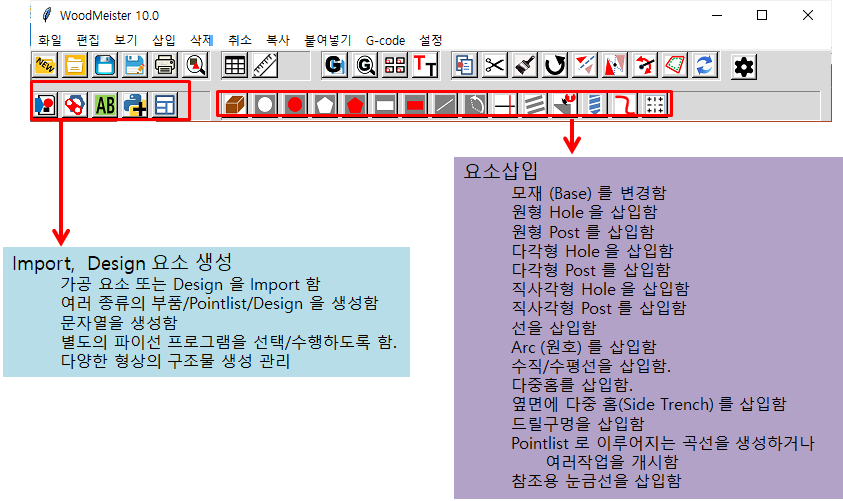 WoodMeister 10.0
화일 편집 보기 삽입 삭제 취소 복사 붙여넣기 G-code 설정
NEW G G TT
AB
Import, Design 요소 생성
가공 요소 또는 Design 을 Import 함
여러 종류의 부품/Pointlist/Design 을 생성함
문자열을 생성함
별도의 파이선 프로그램을 선택/수행하도록 함.
다양한 형상의 구조물 생성 관리
요소삽입
모재 (Base) 를 변경함
원형 Hole 을 삽입함
원형 Post 를 삽입함
다각형 Hole 을 삽입함
다각형 Post 를 삽입함
직사각형 Hole 을 삽입함
직사각형 Post 를 삽입함
선을 삽입함
Arc (원호) 를 삽입함
수직/수평선을 삽입함.
다중홈를 삽입함.
옆면에 다중 홈(Side Trench) 를 삽입함
드릴구멍을 삽입함
Pointlist 로 이루어지는 곡선을 생성하거나
여러작업을 개시함
참조용 눈금선을 삽입함